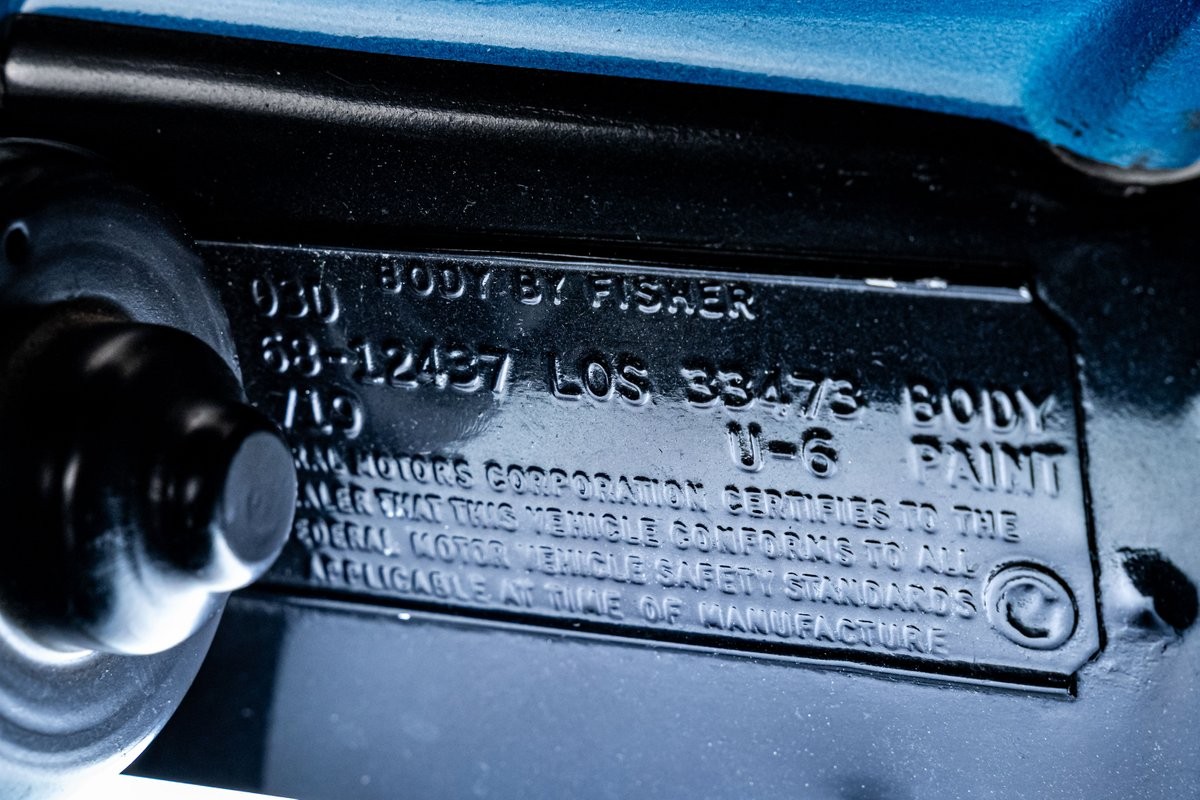 BODY BY FISHER
03D
68-12437 LOS 33473 BODY
719 U-6 PAINT
MOTORS CORPORATION CERTIFIES TO THE
THAT THIS VEHICLE CONFORMS TO ALL
MOTOR VEHICLE SAFETY STANDARDS
APPLICABLE AT TIME OF MANUFACTURE
C